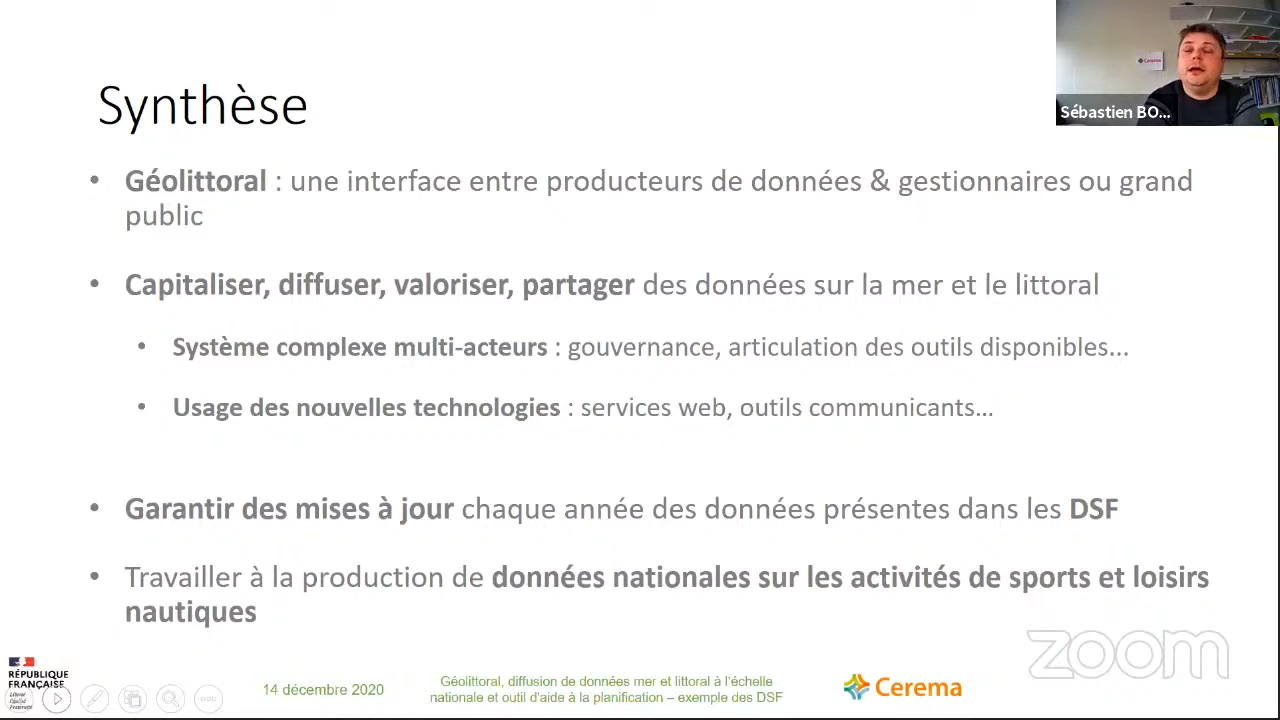 Synthèse
Cerema
Sébastien BO...
• Géolittoral : une interface entre producteurs de données & gestionnaires ou grand
public
• Capitaliser, diffuser, valoriser, partager des données sur la mer et le littoral
• Système complexe multi-acteurs : gouvernance, articulation des outils disponibles...
• Usage des nouvelles technologies : services web, outils communicants…
• Garantir des mises à jour chaque année des données présentes dans les DSF
• Travailler à la production de données nationales sur les activités de sports et loisirs
nautiques
zoom
RÉPUBLIQUE
FRANÇAISE
Liberté
Égalité
Fraternité
14 décembre 2020
Géolittoral, diffusion de données mer et littoral à l'échelle
nationale et outil d'aide à la planification – exemple des DSF
Cerema